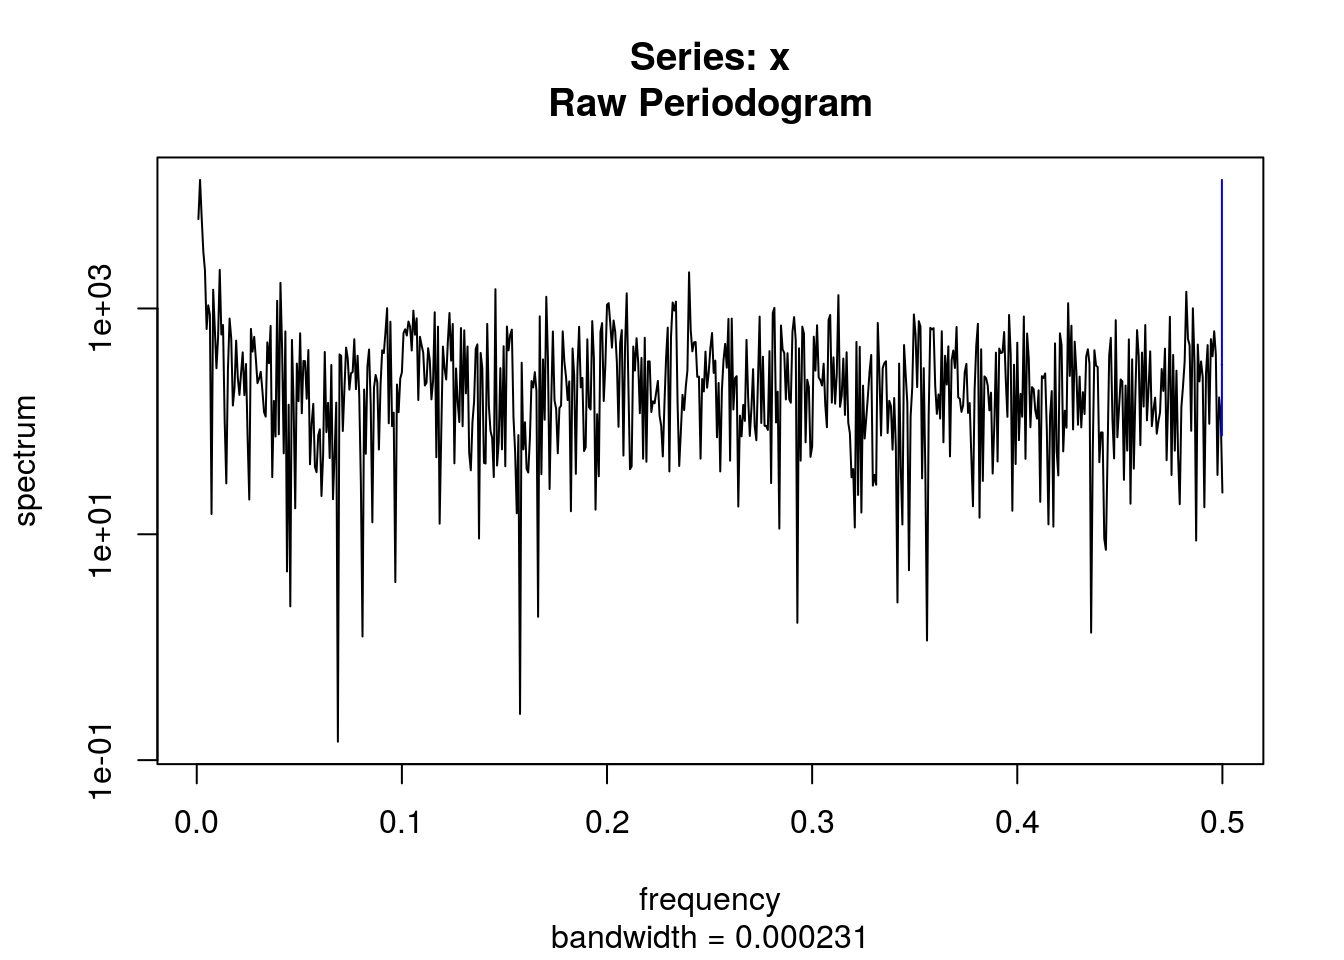 Series: x
Raw Periodogram
spectrum
1e+03
1e+01
1e-01
0.0 0.1 0.2 0.3 0.4 0.5
frequency
bandwidth = 0.000231